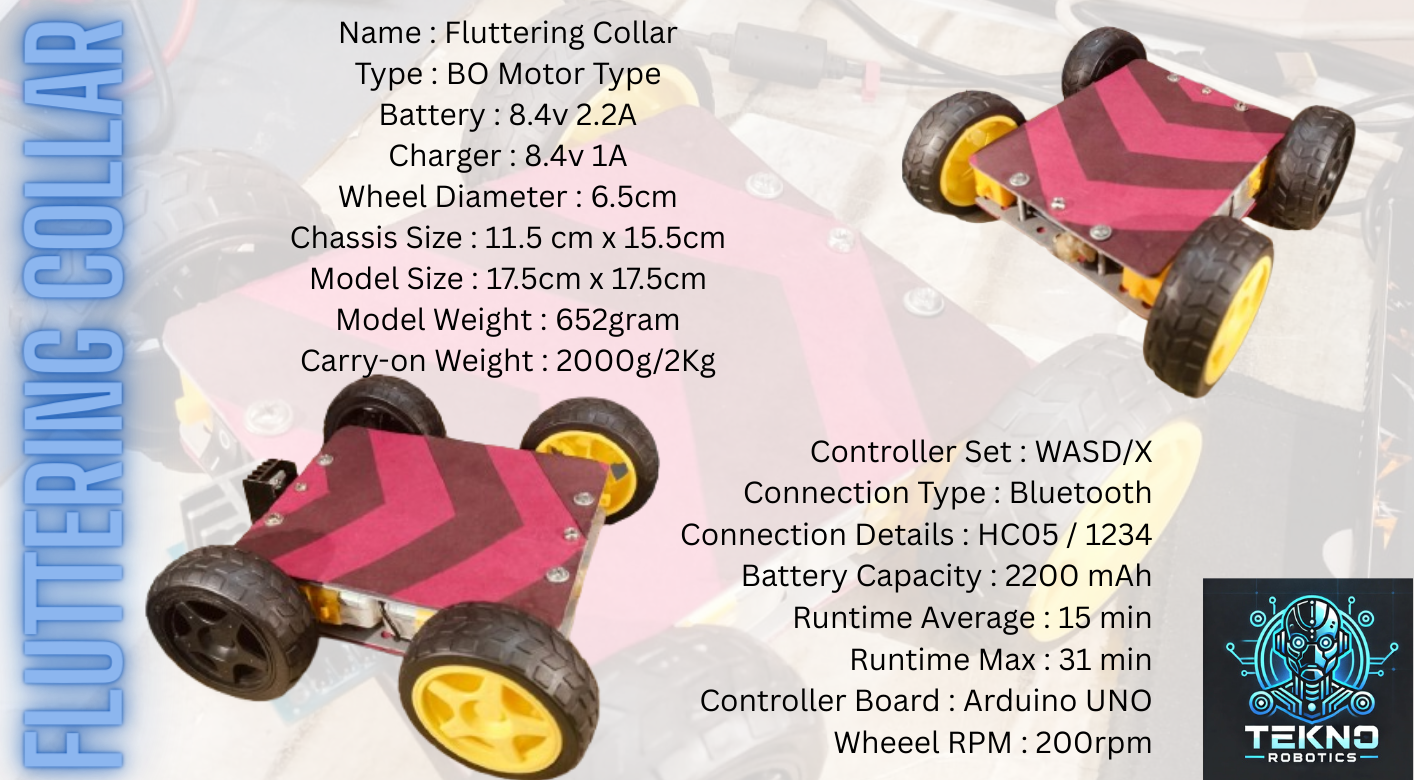 FLUTTERING COLLAR
Name : Fluttering Collar
Type : BO Motor Type
Battery : 8.4v 2.2A
Charger : 8.4v 1A
Wheel Diameter : 6.5cm
Chassis Size : 11.5 cm x 15.5cm
Model Size : 17.5cm x 17.5cm
Model Weight : 652gram
Carry-on Weight : 2000g/2Kg
Controller Set : WASD/X
Connection Type : Bluetooth
Connection Details : HC05 / 1234
Battery Capacity : 2200 mAh
Runtime Average : 15 min
Runtime Max : 31 min
Controller Board : Arduino UNO
Wheeel RPM : 200rpm
TEKNO
ROBOTICS